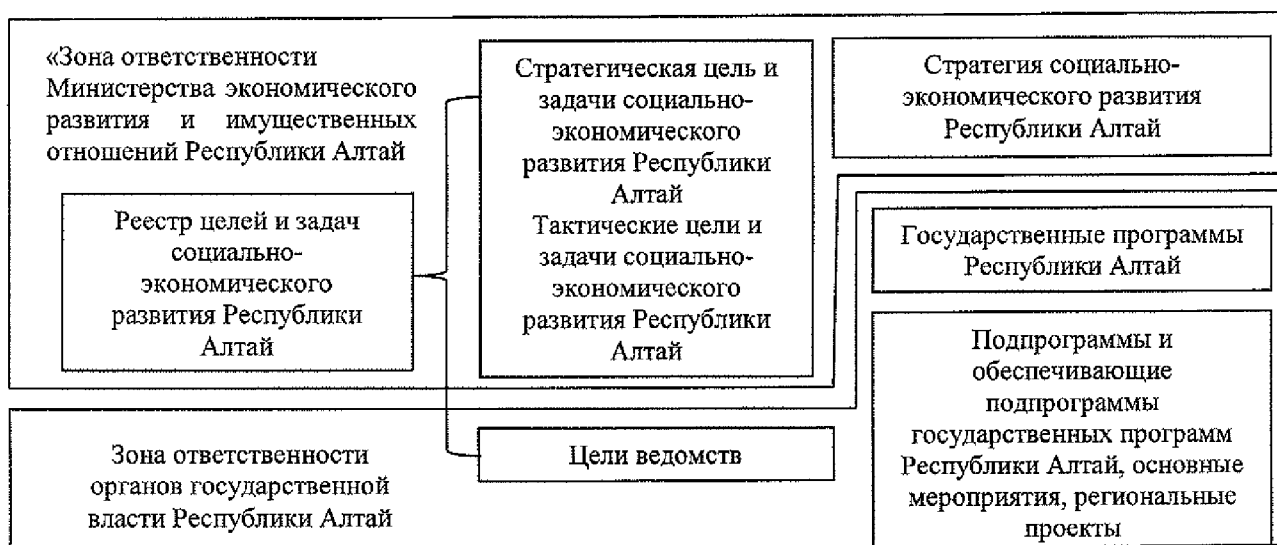 «Зона ответственности
Министерства экономического
развития и имущественных
отношений Республики Алтай
Реестр целей и задач
социально-
экономического
развития Республики
Алтай
Стратегическая цель и
задачи социально-
экономического
развития Республики
Алтай
Тактические цели и
задачи социально-
экономического
развития Республики
Алтай
Стратегия социально-
экономического развития
Республики Алтай
Государственные программы
Республики Алтай
Подпрограммы и
обеспечивающие
подпрограммы
государственных программ
Республики Алтай, основные
мероприятия, региональные
проекты
Зона ответственности
органов государственной
власти Республики Алтай
Цели ведомств